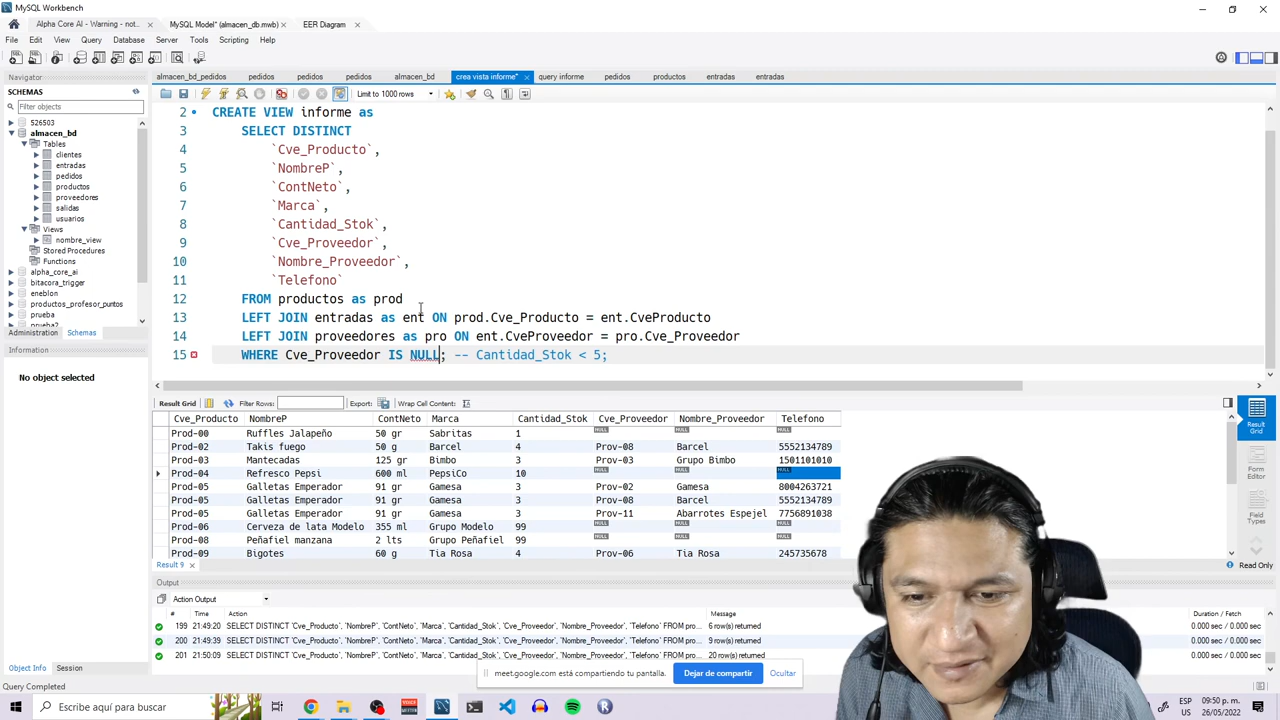 MySQL Workbench
Alpha Core AI - Warning - not...
MySQL Model* (almacen_db.mwb)
EER Diagram
File Edit View Query Database Server Tools Scripting Help
Navigator
SCHEMAS
Filter objects
526503
almacen_bd
Tables
clientes
entradas
pedidos
productos
proveedores
salidas
usuarios
Views
nombre_view
Stored Procedures
Functions
alpha_core_ai
bitacora_trigger
eneblon
productos_profesor_puntos
prueba
prueba2
Administration Schemas
Information
No object selected
Object Info Session
Query Completed
almacen_bd_pedidos pedidos pedidos pedidos almacen_bd crea vista informe* query informe pedidos productos entradas entradas
Limit to 1000 rows
2 CREATE VIEW informe as
3 SELECT DISTINCT
4 `Cve_Producto`,
5 `NombreP`,
6 `ContNeto`,
7 `Marca`,
8 `Cantidad_Stok`,
9 `Cve_Proveedor`,
10 `Nombre_Proveedor`,
11 `Telefono`
12 FROM productos as prod
13 LEFT JOIN entradas as ent ON prod.Cve_Producto = ent.CveProducto
14 LEFT JOIN proveedores as pro ON ent.CveProveedor = pro.Cve_Proveedor
15 WHERE Cve_Proveedor IS NULL; -- Cantidad_Stok < 5;
Result Grid Filter Rows: Export: Wrap Cell Content:
Cve_Producto NombreP ContNeto Marca Cantidad_Stok Cve_Proveedor Nombre_Proveedor Telefono
Prod-00 Ruffles Jalapeño 50 gr Sabritas 1 NULL NULL NULL
Prod-02 Takis fuego 50 g Barcel 4 Prov-08 Barcel 5552134789
Prod-03 Mantecadas 125 gr Bimbo 3 Prov-03 Grupo Bimbo 1501101010
Prod-04 Refresco Pepsi 600 ml PepsiCo 10 NULL NULL NULL
Prod-05 Galletas Emperador 91 gr Gamesa 3 Prov-02 Gamesa 8004263721
Prod-05 Galletas Emperador 91 gr Gamesa 3 Prov-08 Barcel 5552134789
Prod-05 Galletas Emperador 91 gr Gamesa 3 Prov-11 Abarrotes Espejel 7756891038
Prod-06 Cerveza de lata Modelo 355 ml Grupo Modelo 99 NULL NULL NULL
Prod-08 Peñafiel manzana 2 lts Grupo Peñafiel 99 NULL NULL NULL
Prod-09 Bigotes 60 g Tia Rosa 4 Prov-06 Tia Rosa 245735678
Result Grid
Form Editor
Field Types
Result 9
Read Only
Output
Action Output
# Time Action Message Duration / Fetch
199 21:49:20 SELECT DISTINCT `Cve_Producto`, `NombreP`, `ContNeto`, `Marca`, `Cantidad_Stok`, `Cve_Proveedor`, `Nombre_Proveedor`, `Telefono` FROM pro... 6 row(s) returned 0.000 sec / 0.000 sec
200 21:49:39 SELECT DISTINCT `Cve_Producto`, `NombreP`, `ContNeto`, `Marca`, `Cantidad_Stok`, `Cve_Proveedor`, `Nombre_Proveedor`, `Telefono` FROM pro... 9 row(s) returned 0.000 sec / 0.000 sec
201 21:50:09 SELECT DISTINCT `Cve_Producto`, `NombreP`, `ContNeto`, `Marca`, `Cantidad_Stok`, `Cve_Proveedor`, `Nombre_Proveedor`, `Telefono` FROM pro... 20 row(s) returned 0.000 sec / 0.000 sec
meet.google.com está compartiendo tu pantalla. Dejar de compartir Ocultar
Escribe aquí para buscar
ESP
US
09:50 p. m.
26/05/2022